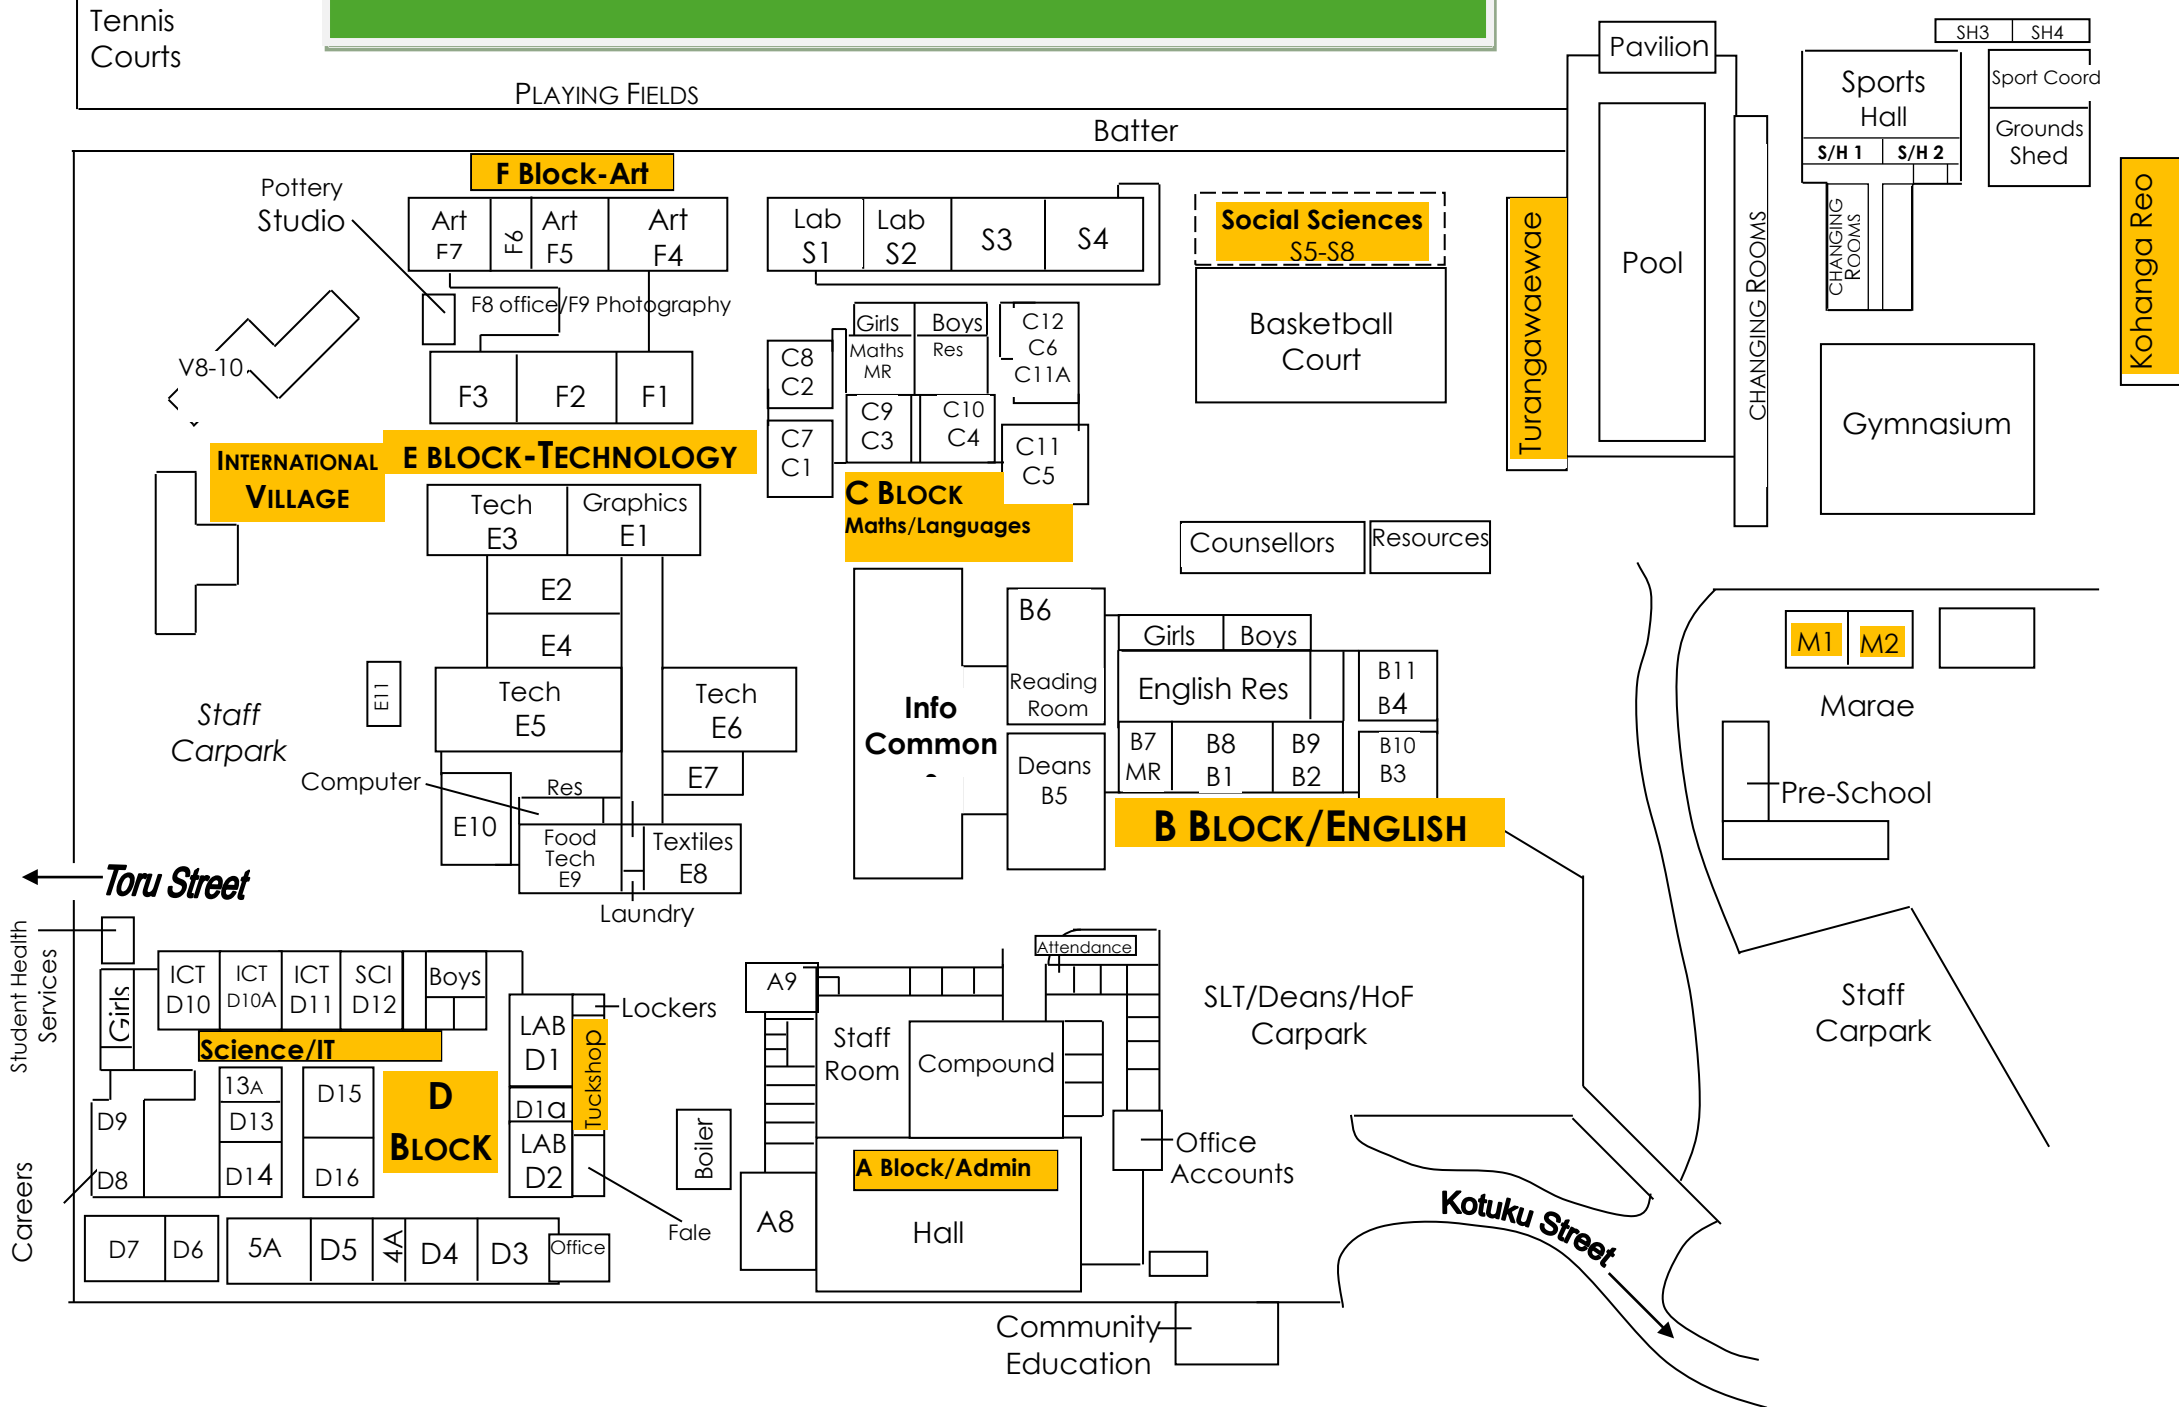 Tennis
Courts
PLAYING FIELDS
Batter
Pavilion
SH3
SH4
Sports
Hall
Sport Coord
Grounds
Shed
S/H 1
S/H 2
CHANGING
ROOMS
Kohanga Reo
F Block-Art
Pottery
Studio
Art
F7
F6
Art
F5
Art
F4
Lab
S1
Lab
S2
S3
S4
Social Sciences
S5-S8
Turangawaewae
Pool
CHANGING ROOMS
F8 office/F9 Photography
V8-10
F3
F2
F1
C8
C2
Girls
Boys
Maths
MR
Res
C12
C6
C11A
C9
C3
C10
C4
C7
C1
C11
C5
Basketball
Court
Gymnasium
INTERNATIONAL
VILLAGE
E BLOCK-TECHNOLOGY
C BLOCK
Maths/Languages
Tech
E3
Graphics
E1
E2
E4
Counsellors
Resources
B6
Reading
Room
Girls
Boys
English Res
B11
B4
M1
M2
Marae
E11
Staff
Carpark
Tech
E5
Tech
E6
E7
Info
Common
Deans
B5
B7
MR
B8
B1
B9
B2
B10
B3
Pre-School
Computer
Res
E10
Food
Tech
E9
Textiles
E8
Laundry
B BLOCK/ENGLISH
Toru Street
Student Health
Services
Girls
ICT
D10
ICT
D10A
ICT
D11
SCI
D12
Boys
Science/IT
LAB
D1
Lockers
Tuckshop
D1a
LAB
D2
Fale
A9
Attendance
Staff
Room
Compound
SLT/Deans/HoF
Carpark
Staff
Carpark
13A
D13
D14
D15
D16
D
BLOCK
D9
D8
Careers
Boiler
A Block/Admin
Office
Accounts
A8
Hall
D7
D6
5A
D5
4A
D4
D3
Office
Kotuku Street
Community
Education